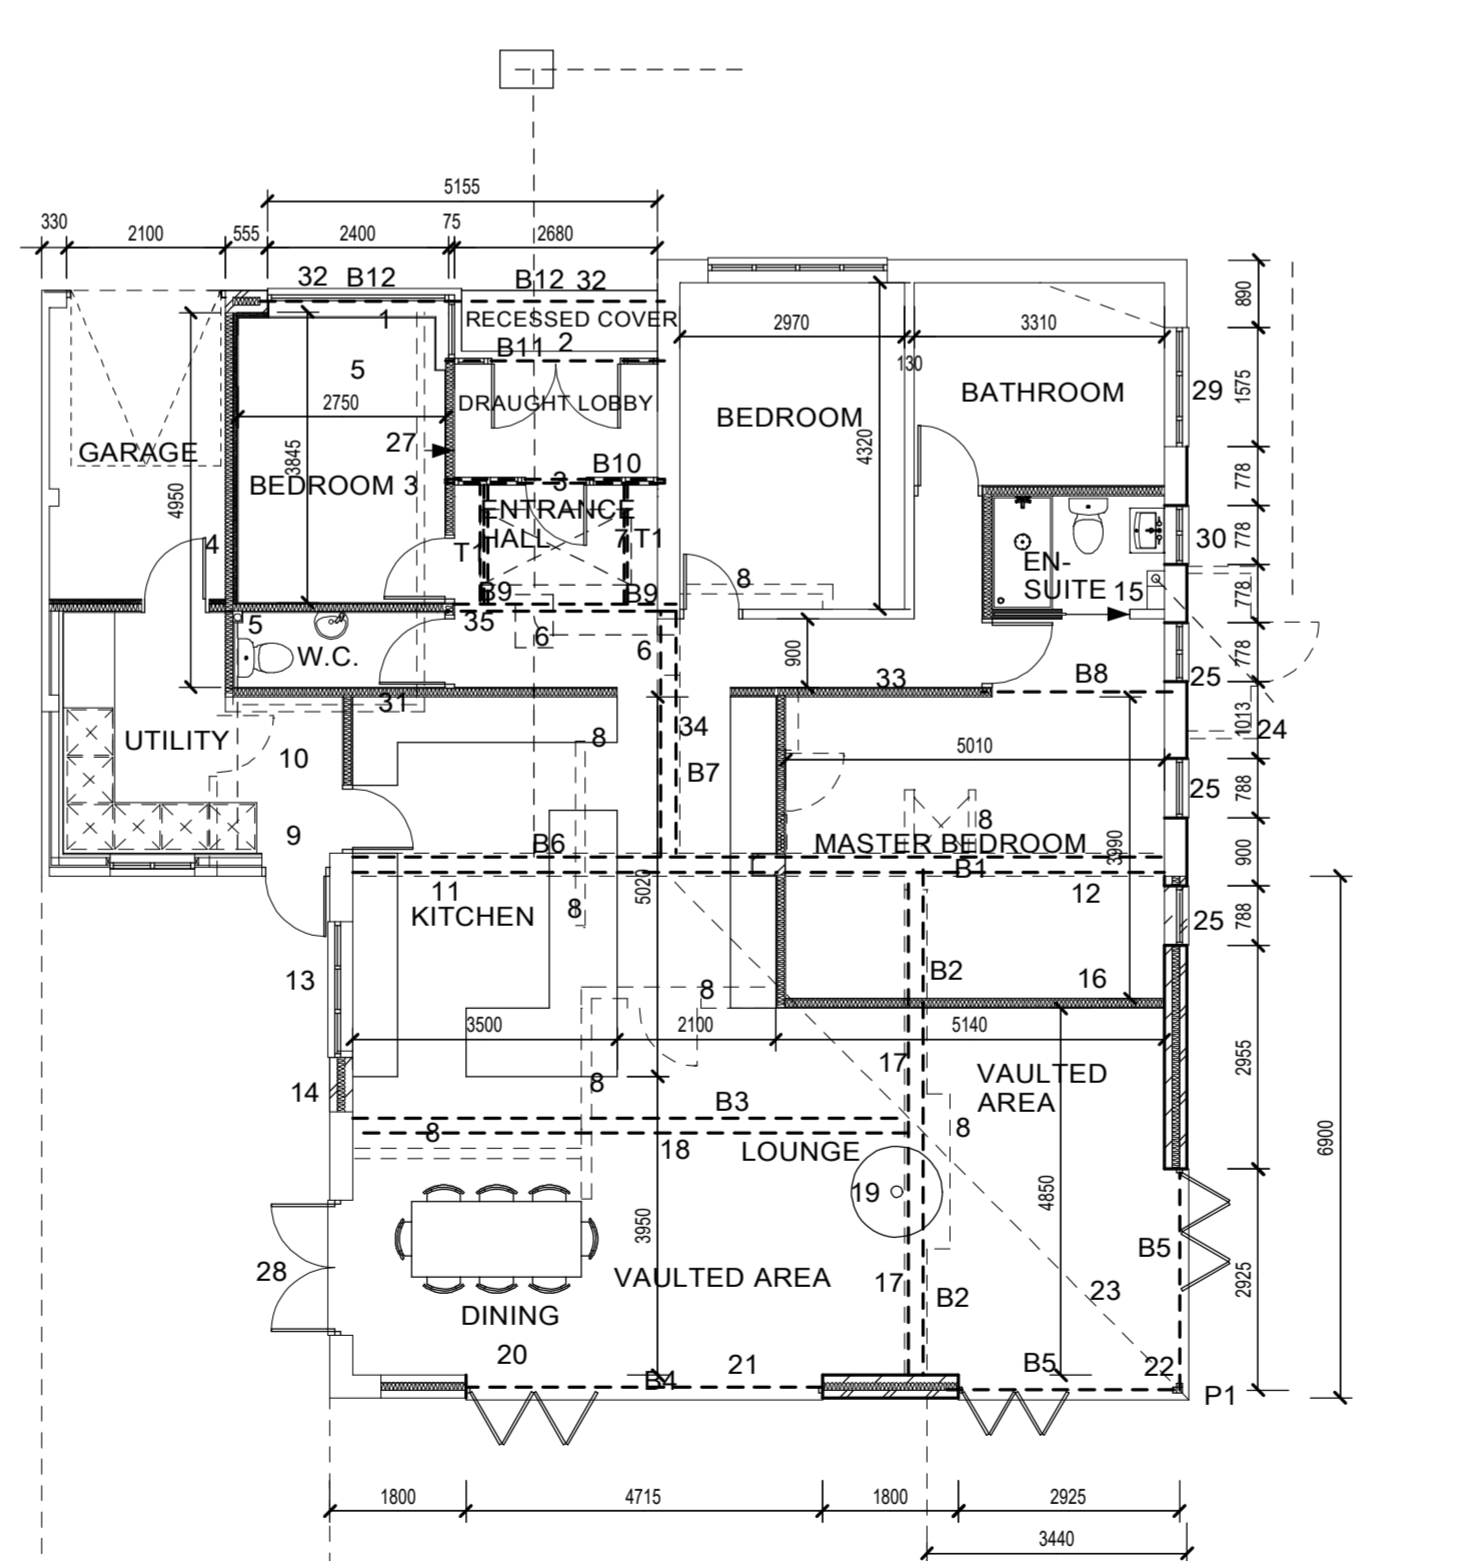 5155
330
2100
555
2400
75
2680
32 B12
B12 32
890
1
RECESSED COVER
2970
3310
B11 2
130
5
1575
29
BATHROOM
2750
DRAUGHT LOBBY
BEDROOM
27
4320
GARAGE
3845
B10
778
BEDROOM 3
3
4950
ENTRANCE
HALL
4
T1
7
T1
778
30
EN-
SUITE
15
8
778
B9
B9
5
35
6
6
W.C.
900
778
33
B8
25
31
34
1013
24
UTILITY
8
10
5010
B7
788
25
8
9
B6
MASTER BEDROOM
3990
900
B1
11
5020
12
KITCHEN
8
788
25
13
B2
16
8
3500
2100
5140
17
2955
14
8
VAULTED
AREA
B3
8
8
6900
18
LOUNGE
19
4850
3950
28
VAULTED AREA
17
B2
B5
2925
23
DINING
20
21
B4
B5
22
P1
1800
4715
1800
2925
3440